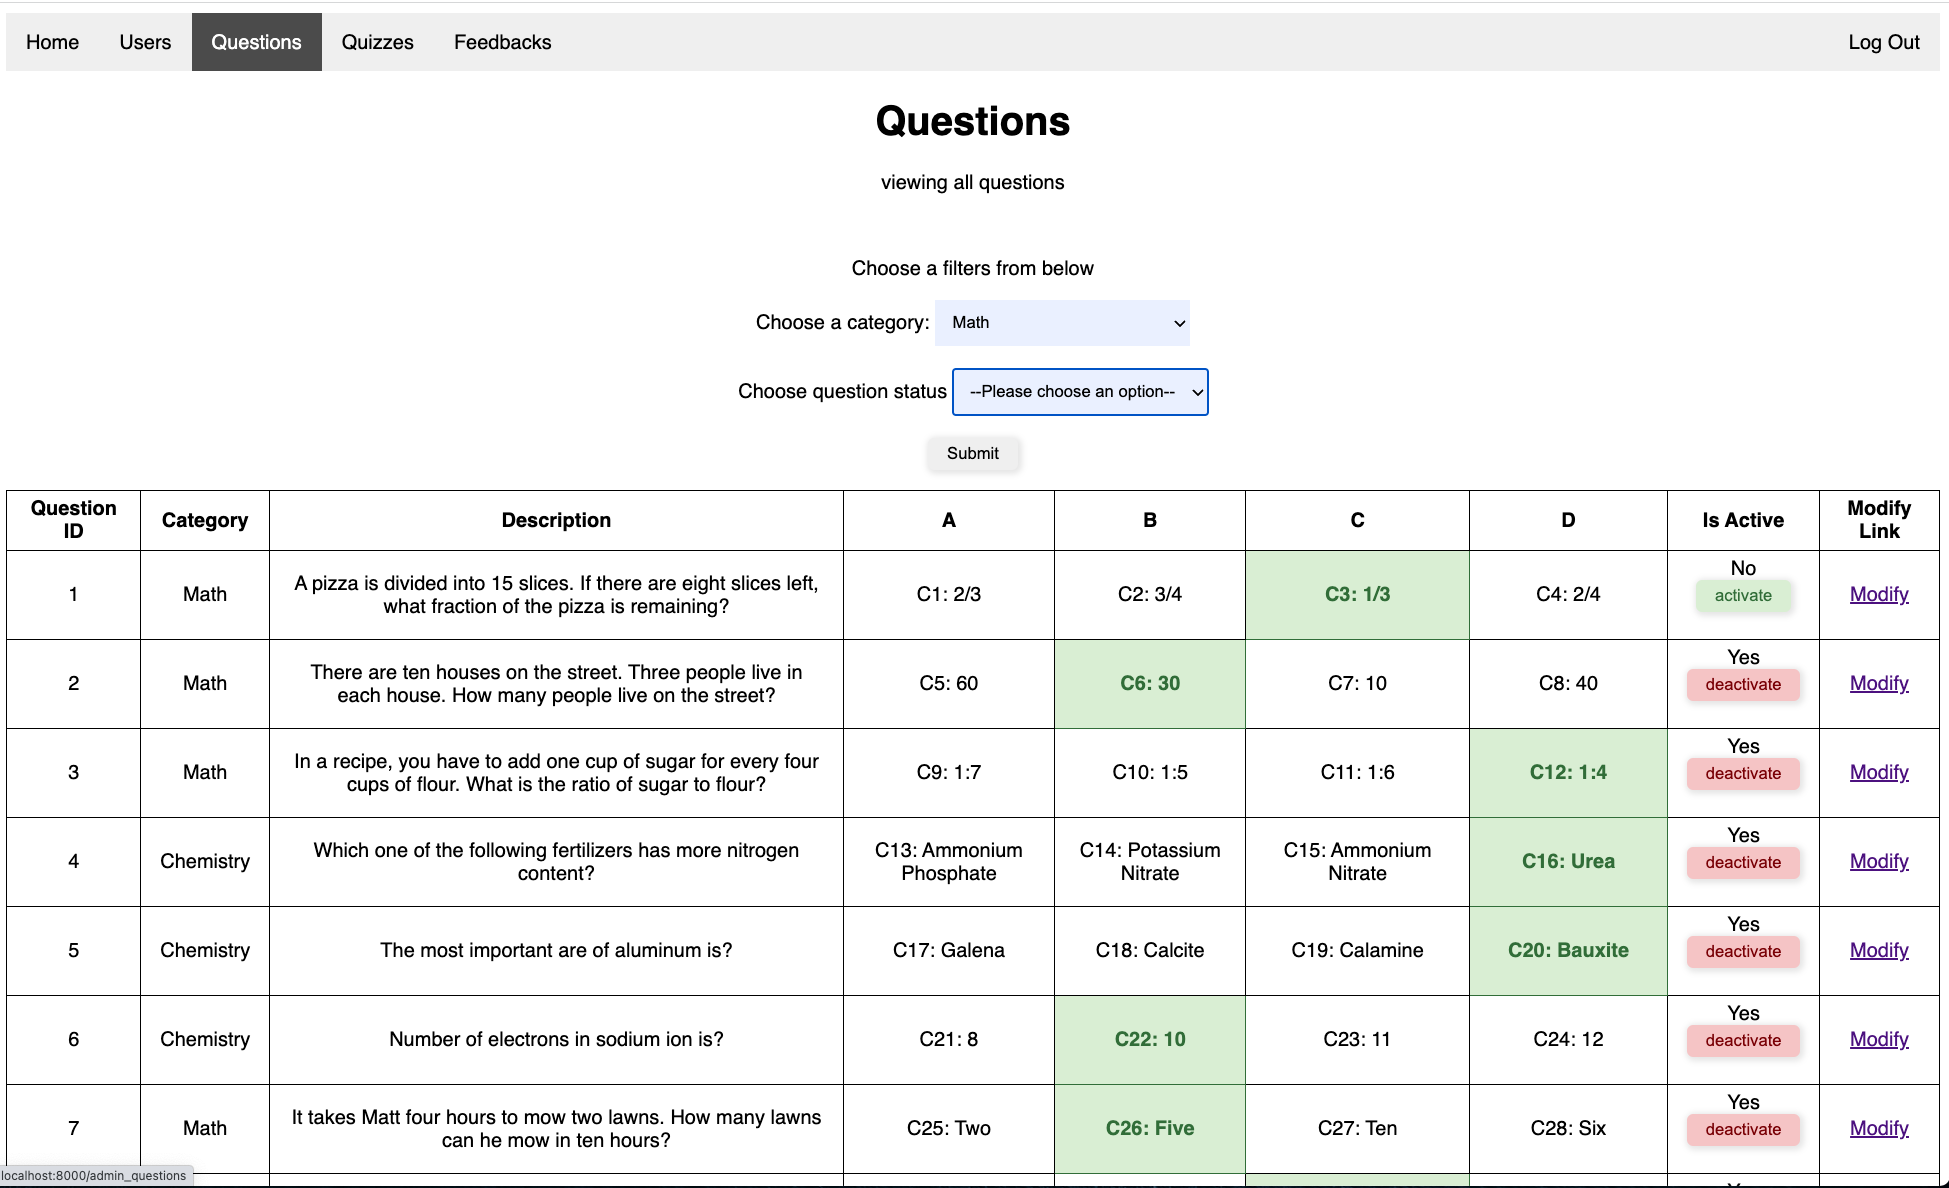 Home Users Questions Quizzes Feedbacks Log Out
Questions
viewing all questions
Choose a filters from below
Choose a category: Math
Choose question status --Please choose an option--
Submit
Question ID Category Description A B C D Is Active Modify Link
1 Math A pizza is divided into 15 slices. If there are eight slices left, what fraction of the pizza is remaining? C1: 2/3 C2: 3/4 C3: 1/3 C4: 2/4 No activate Modify
2 Math There are ten houses on the street. Three people live in each house. How many people live on the street? C5: 60 C6: 30 C7: 10 C8: 40 Yes deactivate Modify
3 Math In a recipe, you have to add one cup of sugar for every four cups of flour. What is the ratio of sugar to flour? C9: 1:7 C10: 1:5 C11: 1:6 C12: 1:4 Yes deactivate Modify
4 Chemistry Which one of the following fertilizers has more nitrogen content? C13: Ammonium Phosphate C14: Potassium Nitrate C15: Ammonium Nitrate C16: Urea Yes deactivate Modify
5 Chemistry The most important are of aluminum is? C17: Galena C18: Calcite C19: Calamine C20: Bauxite Yes deactivate Modify
6 Chemistry Number of electrons in sodium ion is? C21: 8 C22: 10 C23: 11 C24: 12 Yes deactivate Modify
7 Math It takes Matt four hours to mow two lawns. How many lawns can he mow in ten hours? C25: Two C26: Five C27: Ten C28: Six Yes deactivate Modify
localhost:8000/admin_questions